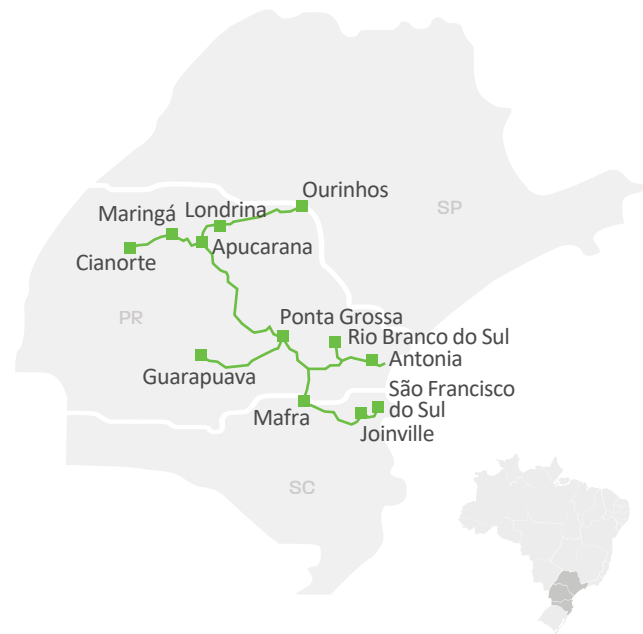 Ourinhos
SP
Maringá
Londrina
Apucarana
Cianorte
PR
Ponta Grossa
Rio Branco do Sul
Antonia
Guarapuava
São Francisco
do Sul
Mafra
Joinville
SC